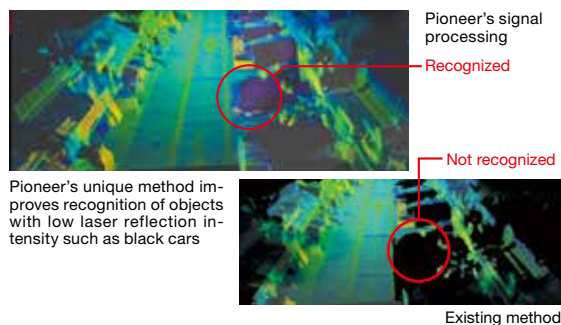 Pioneer's signal
processing
Recognized
Not recognized
Pioneer's unique method im-
proves recognition of objects
with low laser reflection in-
tensity such as black cars
Existing method